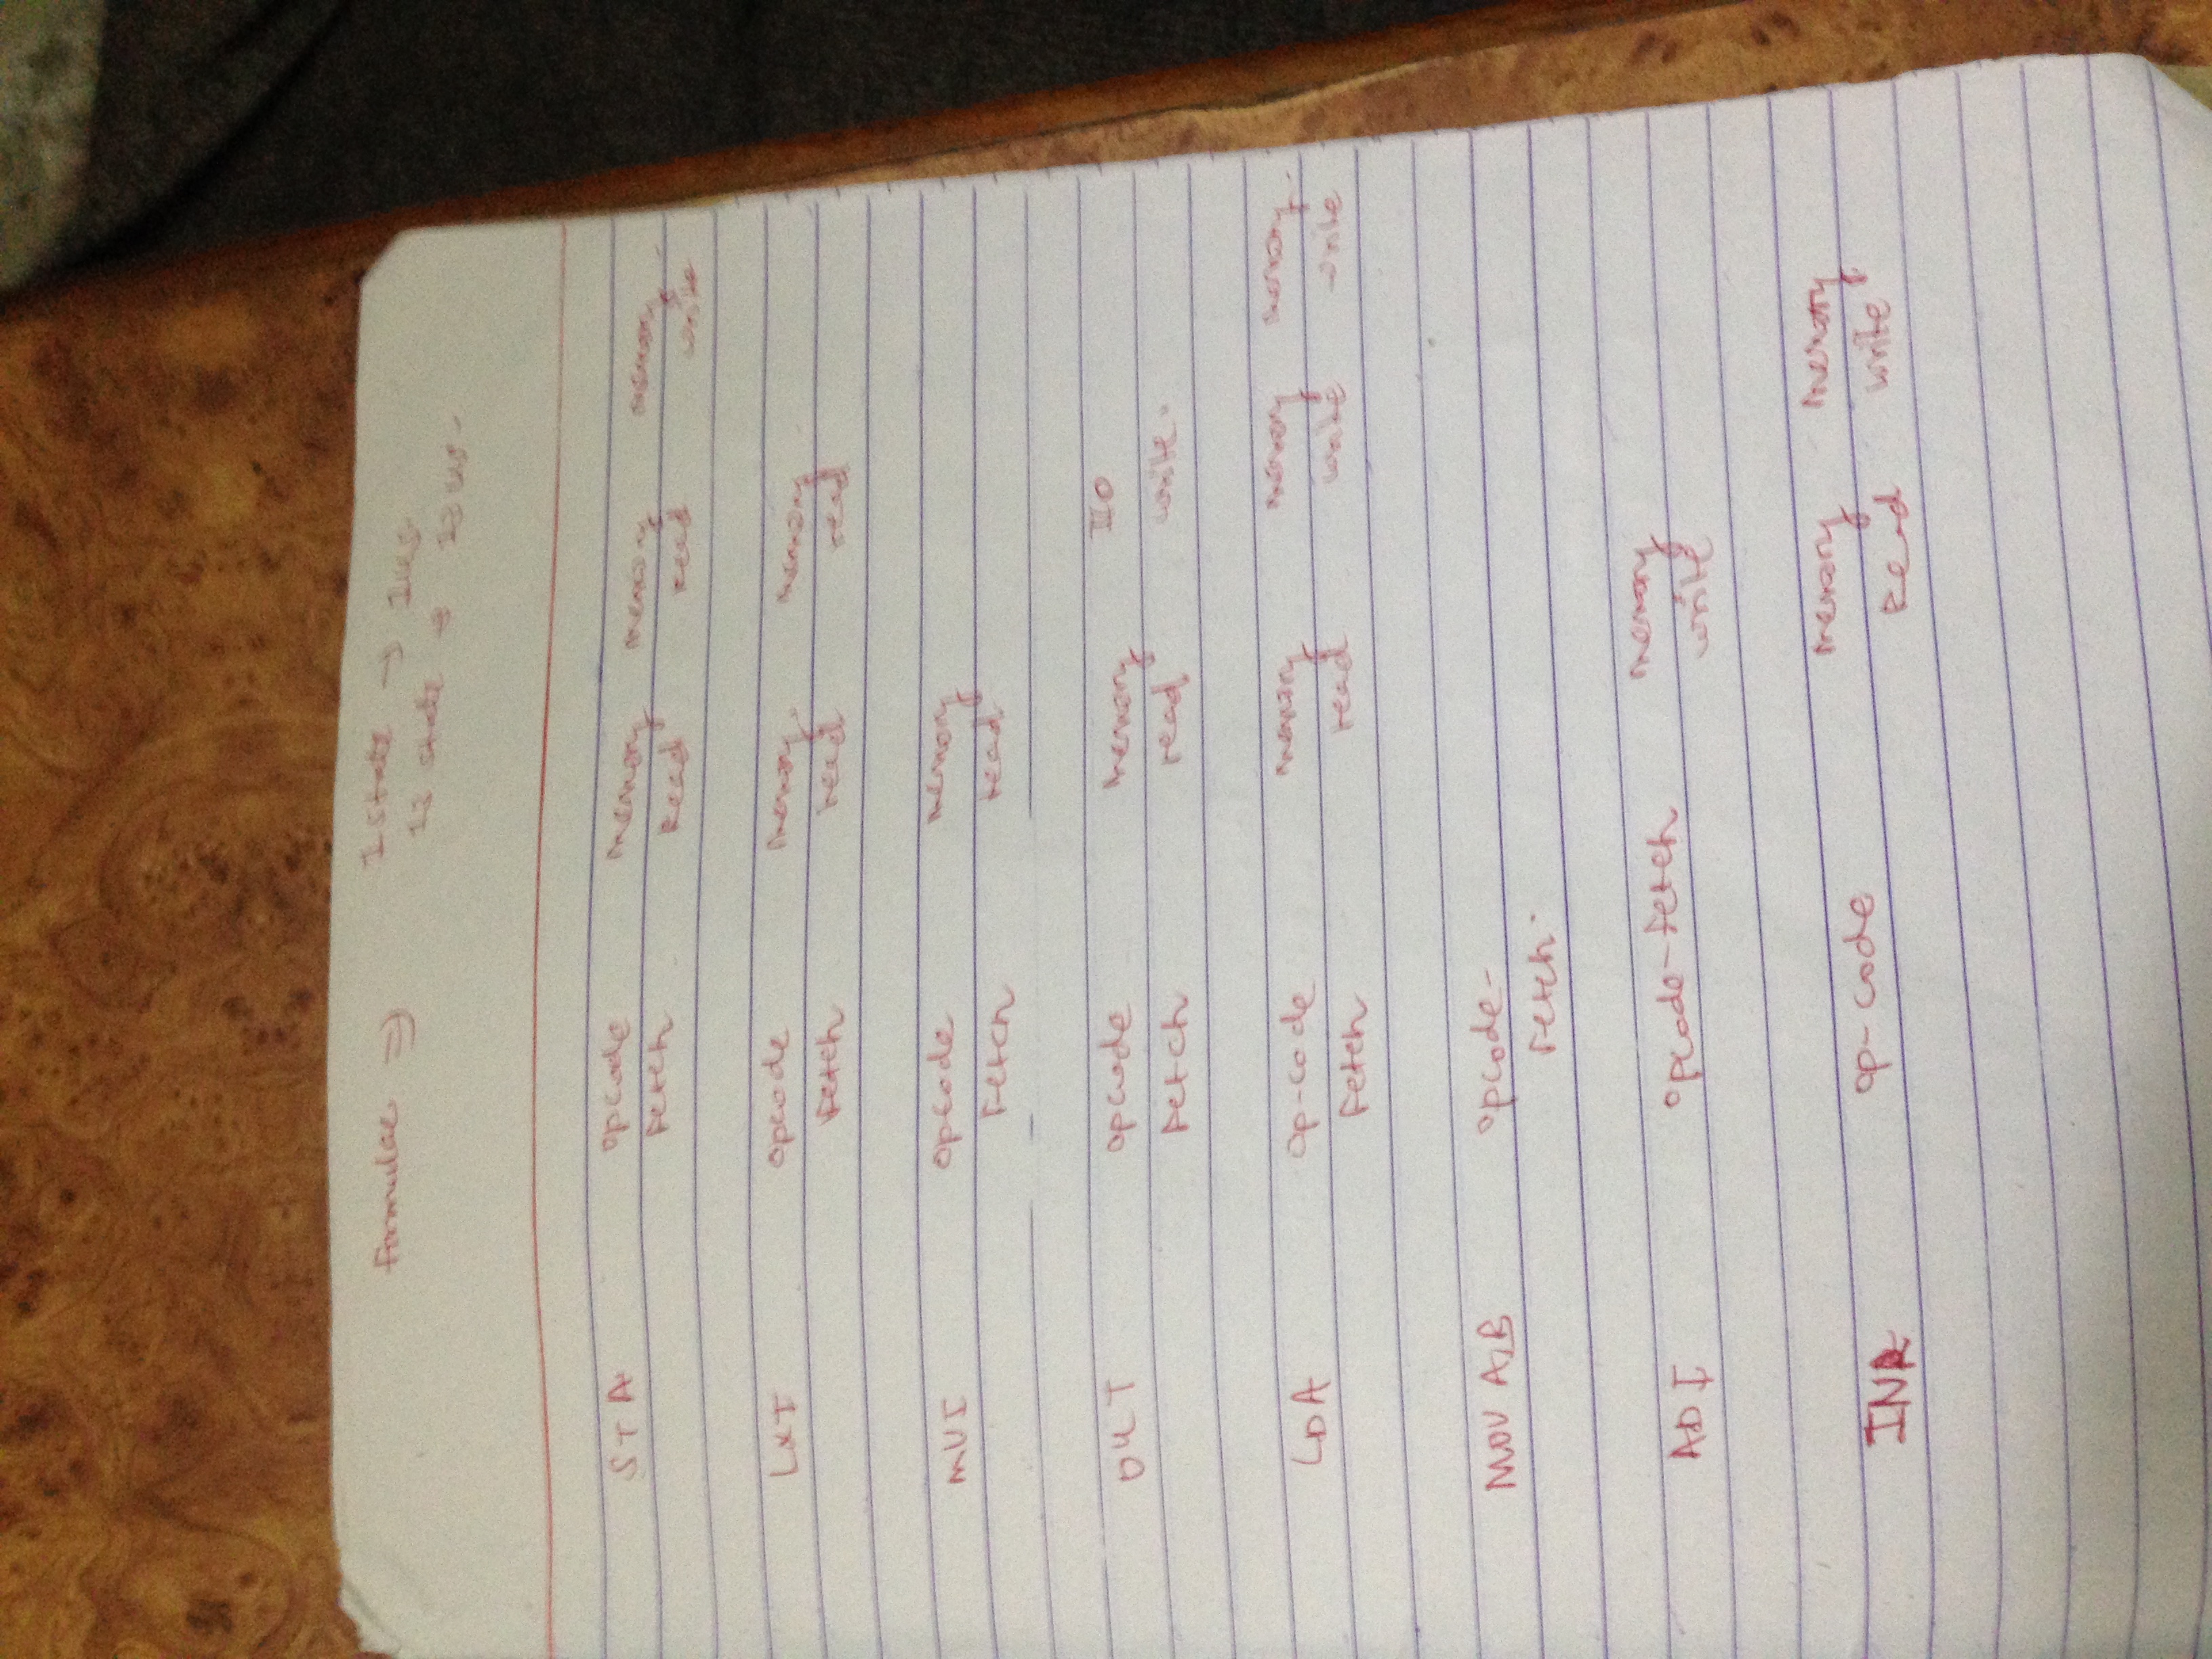 Formulae ⇒ 1 state → 1us
13 state → 13 us.
STA opcode memory memory memory
Fetch Read read write
LXI opcode memory memory
Fetch read read
MVI opcode memory
Fetch read
OUT opcode memory I/O
Fetch read write.
LDA op-code memory memory memory
Fetch read write write
MOV A,B opcode-
Fetch.
ADI opcode-Fetch memory
write
INR op-code memory memory
Read write